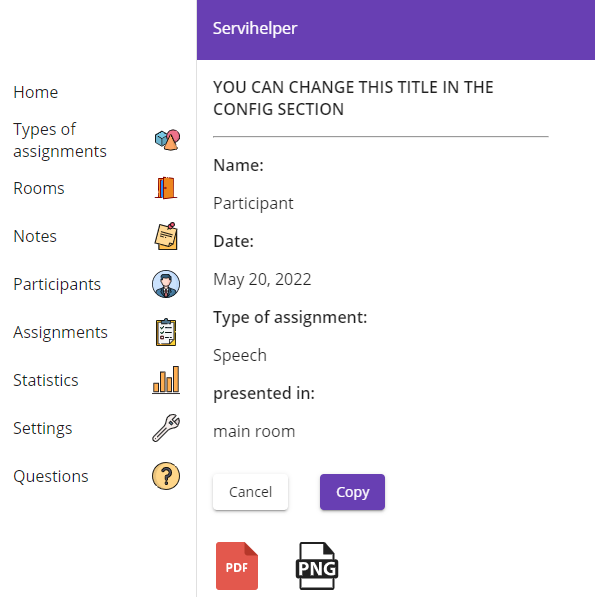 Servihelper
Home
Types of
assignments
Rooms
Notes
Participants
Assignments
Statistics
Settings
Questions
YOU CAN CHANGE THIS TITLE IN THE
CONFIG SECTION
Name:
Participant
Date:
May 20, 2022
Type of assignment:
Speech
presented in:
main room
Cancel
Copy
PDF
PNG
?